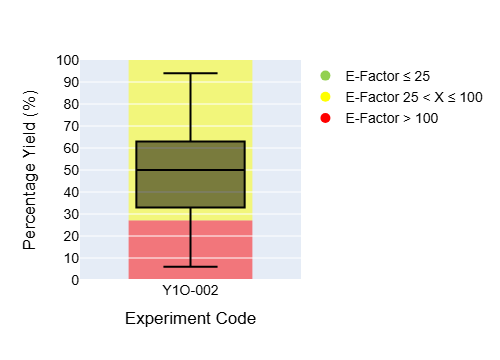 100
90
80
70
60
50
40
30
20
10
0
Percentage Yield (%)
Y1O-002
Experiment Code
E-Factor ≤ 25
E-Factor 25 < X ≤ 100
E-Factor > 100